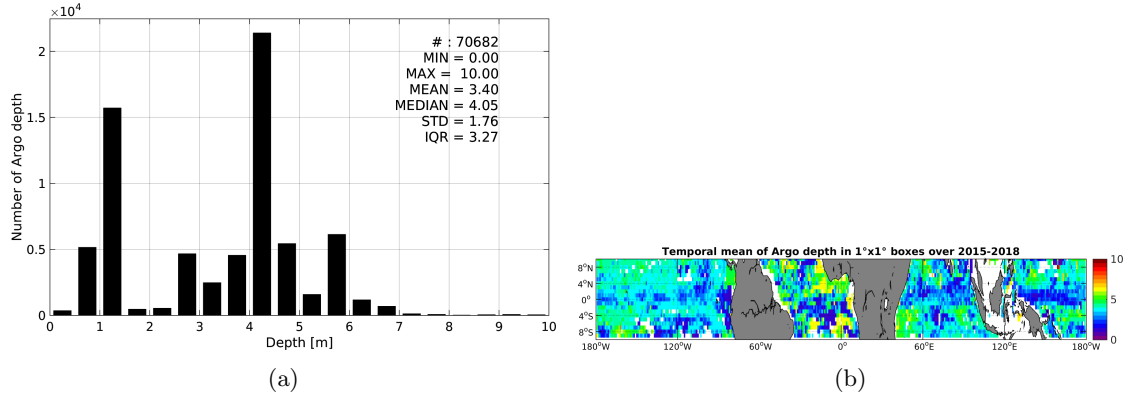 ×10⁴
2
1.5
1
0.5
0
Number of Argo depth
# : 70682
MIN = 0.00
MAX = 10.00
MEAN = 3.40
MEDIAN = 4.05
STD = 1.76
IQR = 3.27
0 1 2 3 4 5 6 7 8 9 10
Depth [m]
(a)
Temporal mean of Argo depth in 1°x1° boxes over 2015-2018
8°N
4°N
0°
4°S
8°S
180°W 120°W 60°W 0° 60°E 120°E 180°W
10
5
0
(b)